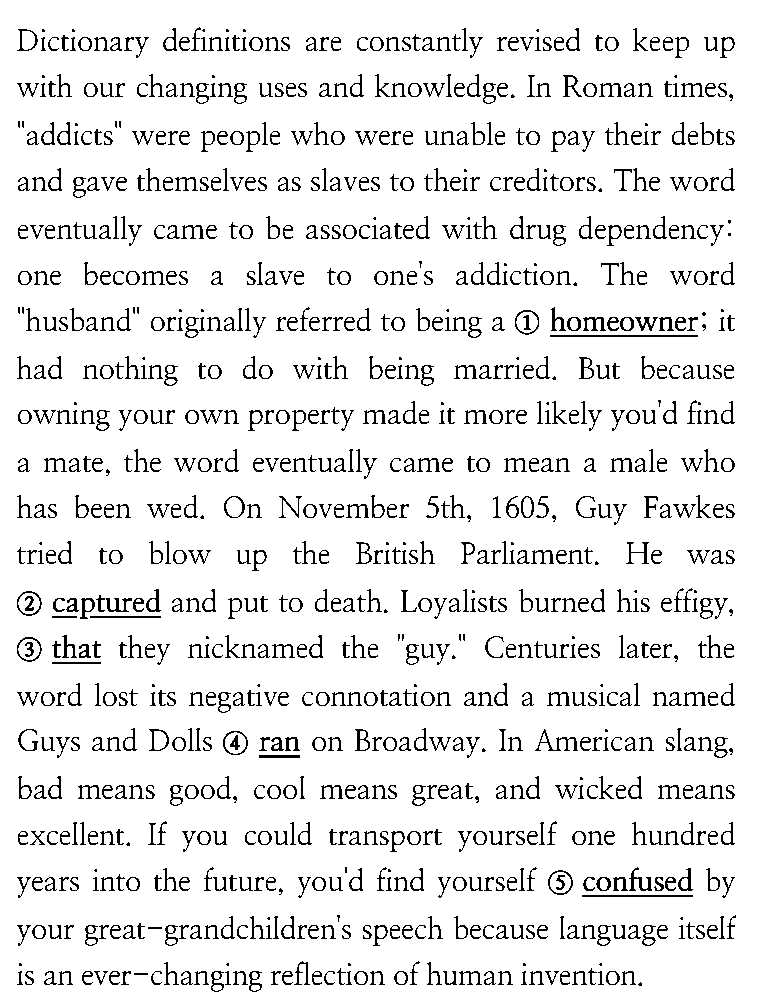 Dictionary definitions are constantly revised to keep up
with our changing uses and knowledge. In Roman times,
"addicts" were people who were unable to pay their debts
and gave themselves as slaves to their creditors. The word
eventually came to be associated with drug dependency:
one becomes a slave to one's addiction. The word
"husband" originally referred to being a ① homeowner; it
had nothing to do with being married. But because
owning your own property made it more likely you'd find
a mate, the word eventually came to mean a male who
has been wed. On November 5th, 1605, Guy Fawkes
tried to blow up the British Parliament. He was
② captured and put to death. Loyalists burned his effigy,
③ that they nicknamed the "guy." Centuries later, the
word lost its negative connotation and a musical named
Guys and Dolls ④ ran on Broadway. In American slang,
bad means good, cool means great, and wicked means
excellent. If you could transport yourself one hundred
years into the future, you'd find yourself ⑤ confused by
your great-grandchildren's speech because language itself
is an ever-changing reflection of human invention.